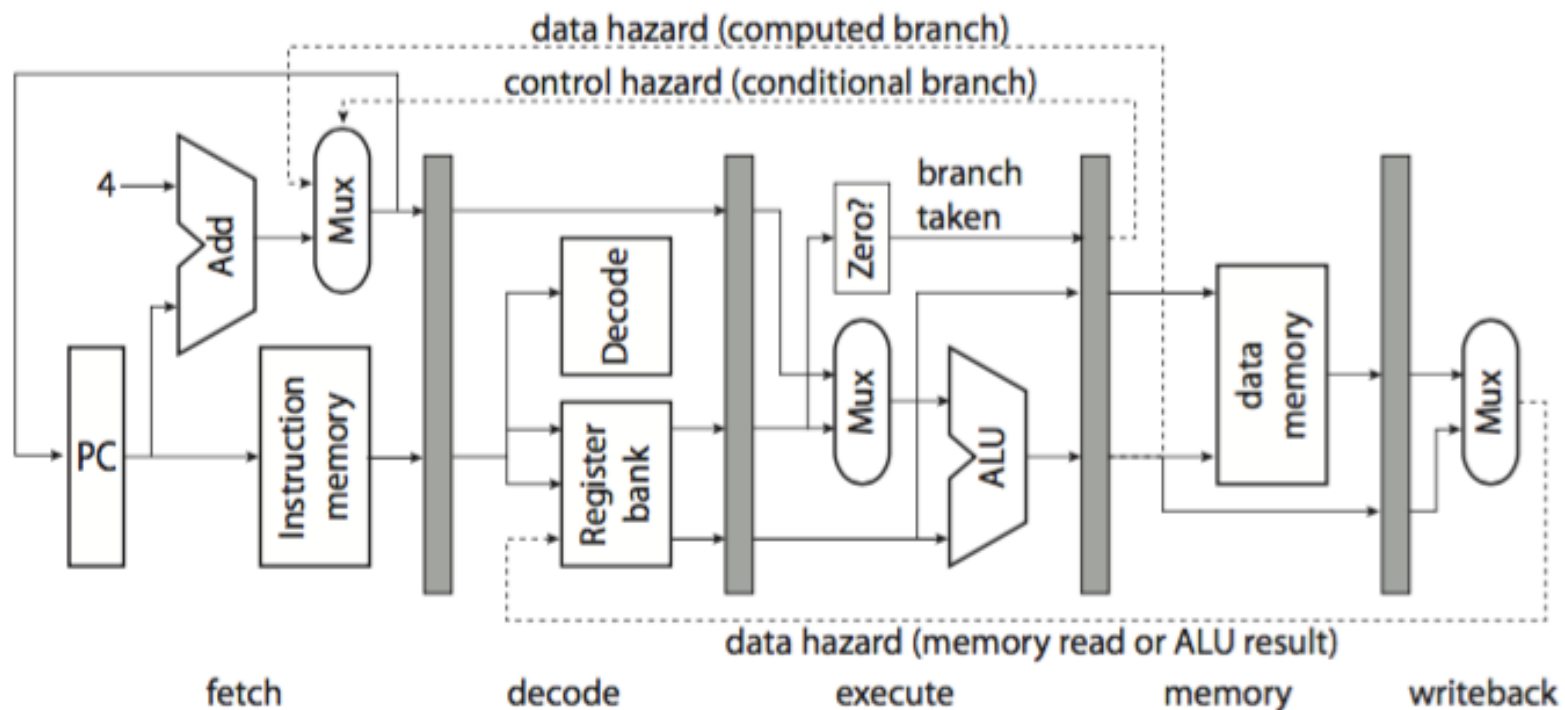 data hazard (computed branch)
control hazard (conditional branch)
4
Add
Mux
branch
taken
Zero?
Decode
PC
Instruction
memory
Register
bank
Mux
ALU
data
memory
Mux
data hazard (memory read or ALU result)
fetch
decode
execute
memory
writeback